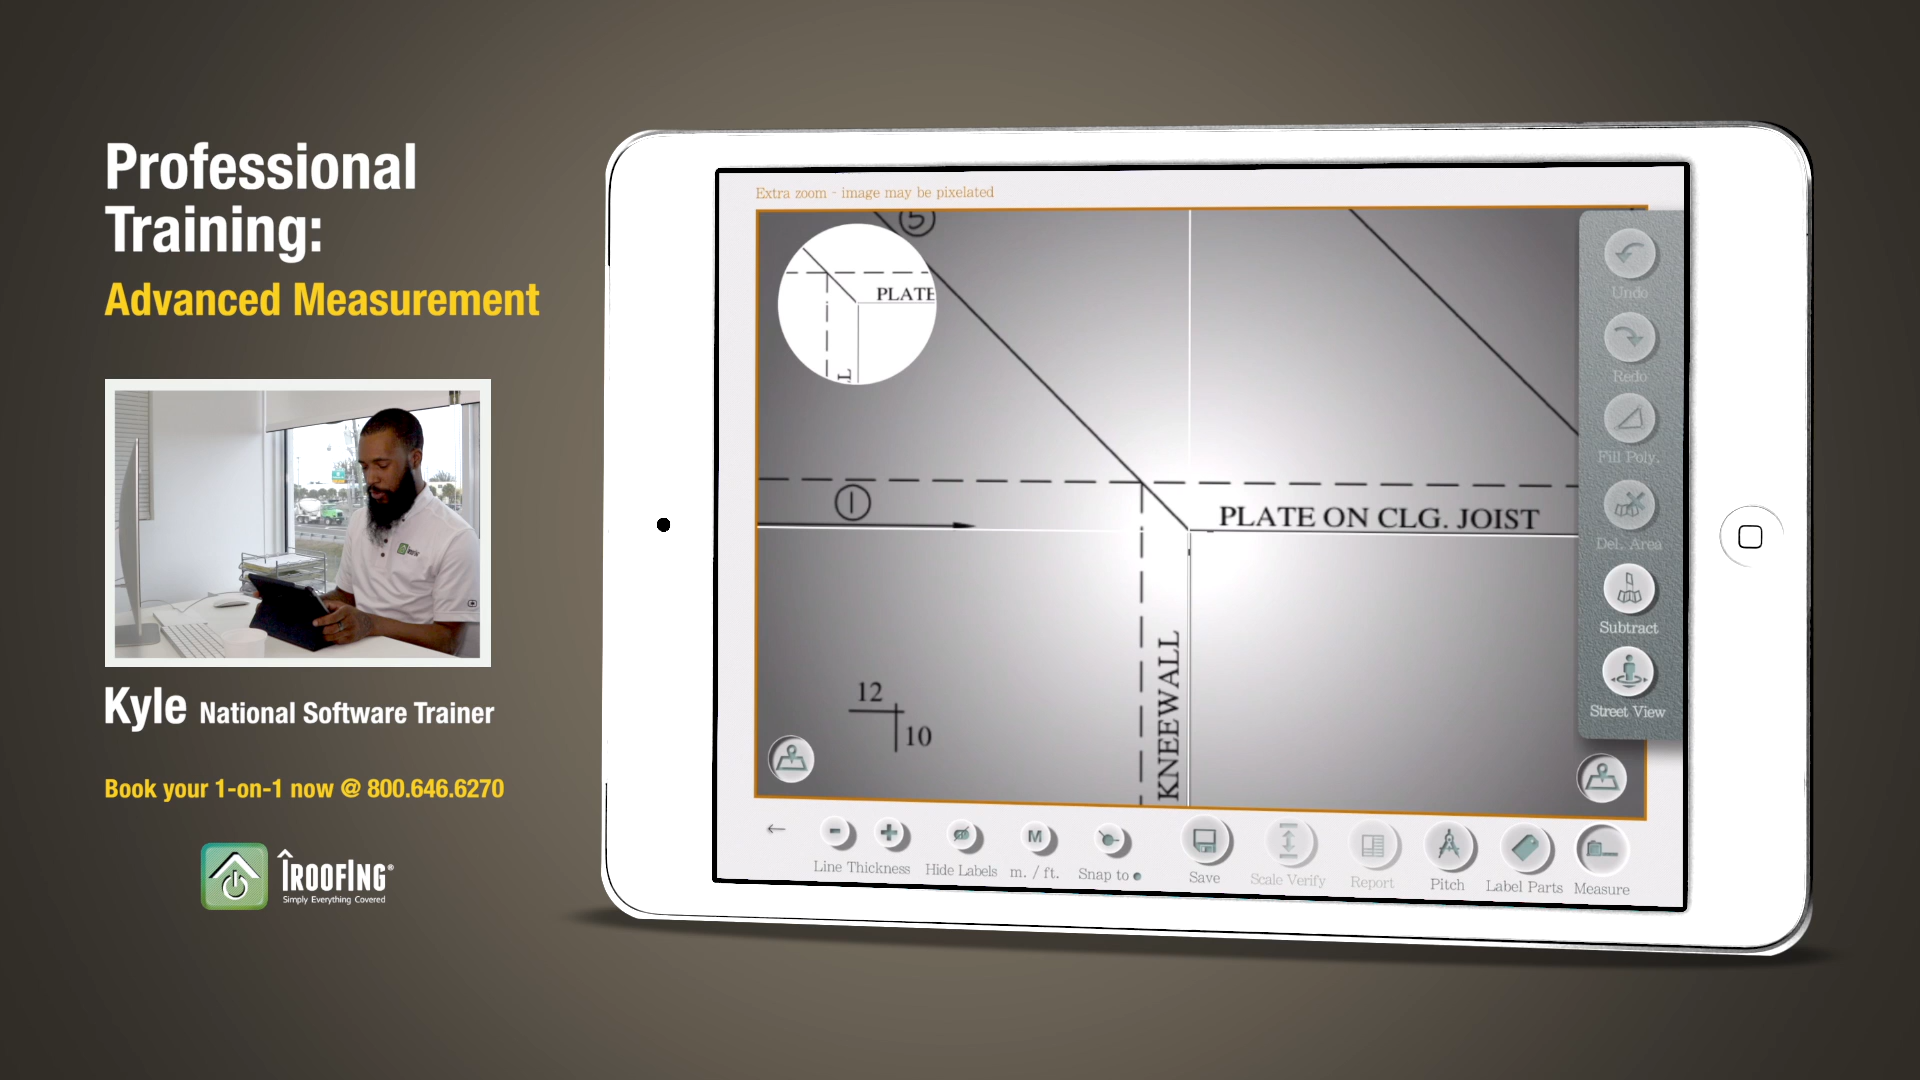 Professional
Training:
Advanced Measurement
Kyle National Software Trainer
Book your 1-on-1 now @ 800.646.6270
iROOFING®
Simply Everything Covered
Extra zoom - image may be pixelated
5
PLATE
1
PLATE ON CLG. JOIST
KNEEWALL
12
10
Undo
Redo
Fill Poly.
Del. Area
Subtract
Street View
Line Thickness
Hide Labels
M
m. / ft.
Snap to
Save
Scale Verify
Report
Pitch
Label Parts
Measure